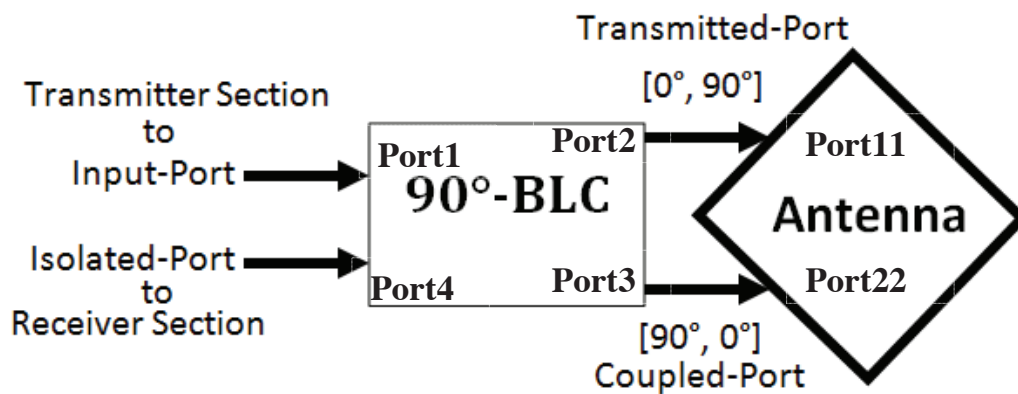 Transmitter Section
to
Input-Port
Isolated-Port
to
Receiver Section
Port1
90°-BLC
Port4
Port2
Port3
Transmitted-Port
[0°, 90°]
[90°, 0°]
Coupled-Port
Port11
Antenna
Port22